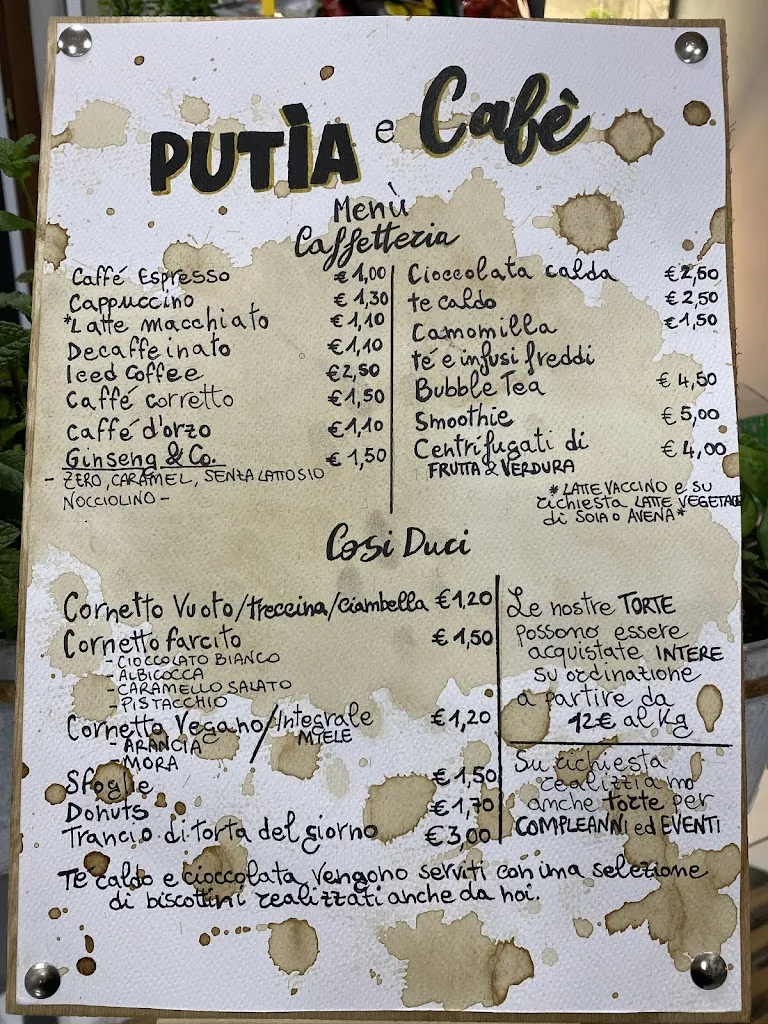 PUTÌA e Cafè
Menù
Caffetteria
Caffé Espresso €1,00
Cappuccino €1,30
*Latte macchiato €1,10
Decaffeinato €1,10
Iced Coffee €2,50
Caffé corretto €1,50
Caffé d'orzo €1,10
Ginseng & Co. €1,50
- ZERO, CARAMEL, SENZA LATTOSIO
NOCCIOLINO -
Cioccolata calda €2,50
te caldo €2,50
Camomilla €1,50
te e infusi freddi
Bubble Tea €4,50
Smoothie €5,00
Centrifugati di €4,00
FRUTTA & VERDURA
*LATTE VACCINO e su
richiesta LATTE VEGETALE
di SOIA o AVENA*
Cosi Duci
Cornetto Vuoto/treccina/ciambella €1,20
Cornetto farcito €1,50
- CIOCCOLATO BIANCO
- ALBICOCCA
- CARAMELLO SALATO
- PISTACCHIO
Cornetto Vegano/Integrale €1,20
- ARANCIA MIELE
- MORA
Sfoglie €1,50
Donuts €1,70
Trancio di torta del giorno €3,00
Le nostre TORTE
possono essere
acquistate INTERE
su ordinazione
a partire da
12€ al Kg
Su richiesta
realizziamo
anche torte per
COMPLEANNI ed EVENTI
Te caldo e cioccolata vengono serviti con una selezione
di biscottini realizzati anche da noi.